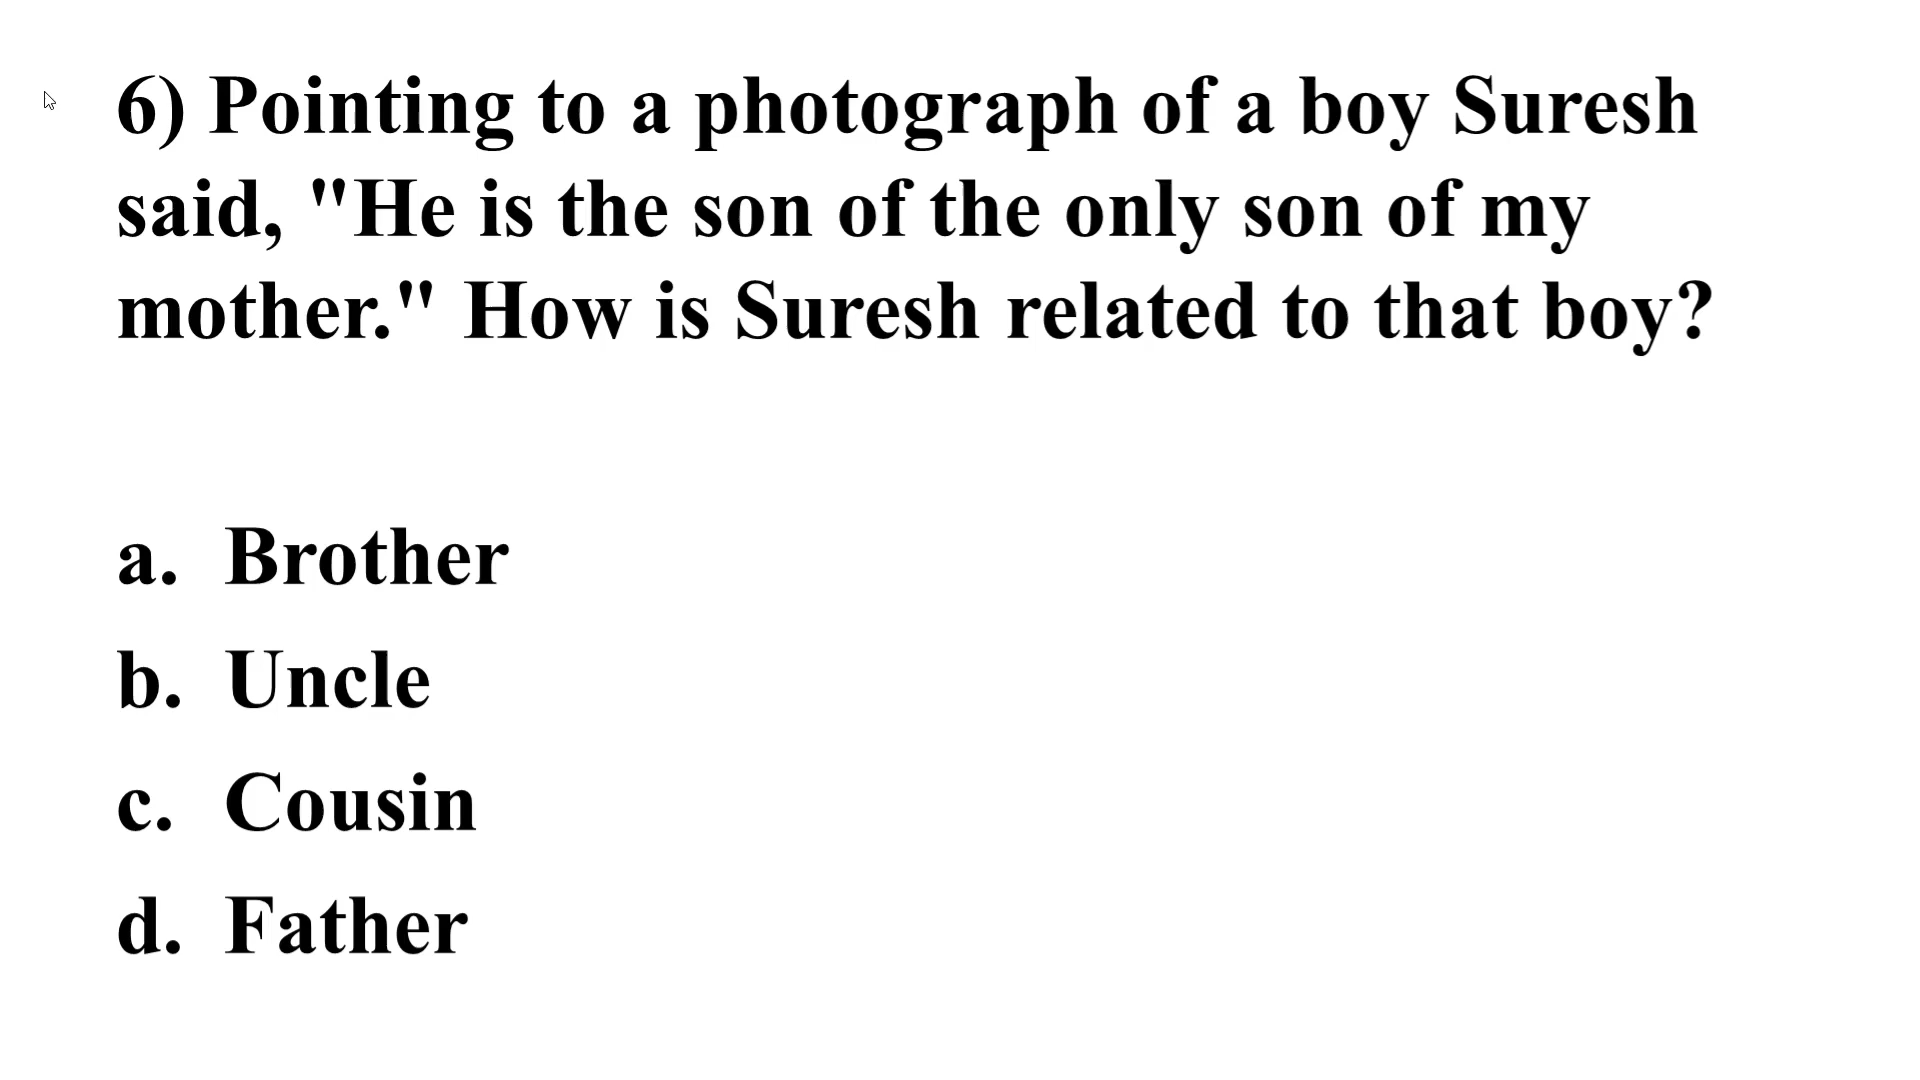 6) Pointing to a photograph of a boy Suresh
said, "He is the son of the only son of my
mother." How is Suresh related to that boy?
a. Brother
b. Uncle
c. Cousin
d. Father